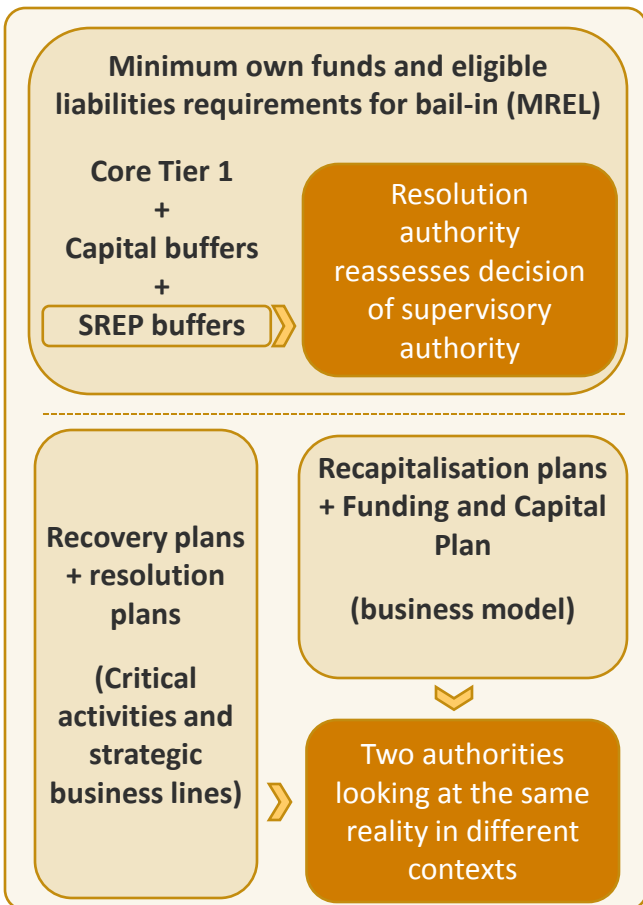 Minimum own funds and eligible
liabilities requirements for bail-in (MREL)
Core Tier 1
+
Capital buffers
+
SREP buffers
Resolution
authority
reassesses decision
of supervisory
authority
Recovery plans
+ resolution
plans
(Critical
activities and
strategic
business lines)
Recapitalisation plans
+ Funding and Capital
Plan
(business model)
Two authorities
looking at the same
reality in different
contexts